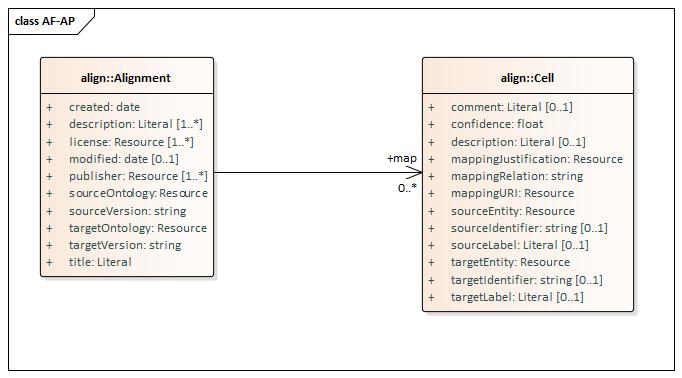 class AF-AP
align::Alignment
+ created: date
+ description: Literal [1..*]
+ license: Resource [1..*]
+ modified: date [0..1]
+ publisher: Resource [1..*]
+ sourceOntology: Resource
+ sourceVersion: string
+ targetOntology: Resource
+ targetVersion: string
+ title: Literal
+map
0..*
align::Cell
+ comment: Literal [0..1]
+ confidence: float
+ description: Literal [0..1]
+ mappingJustification: Resource
+ mappingRelation: string
+ mappingURI: Resource
+ sourceEntity: Resource
+ sourceIdentifier: string [0..1]
+ sourceLabel: Literal [0..1]
+ targetEntity: Resource
+ targetIdentifier: string [0..1]
+ targetLabel: Literal [0..1]